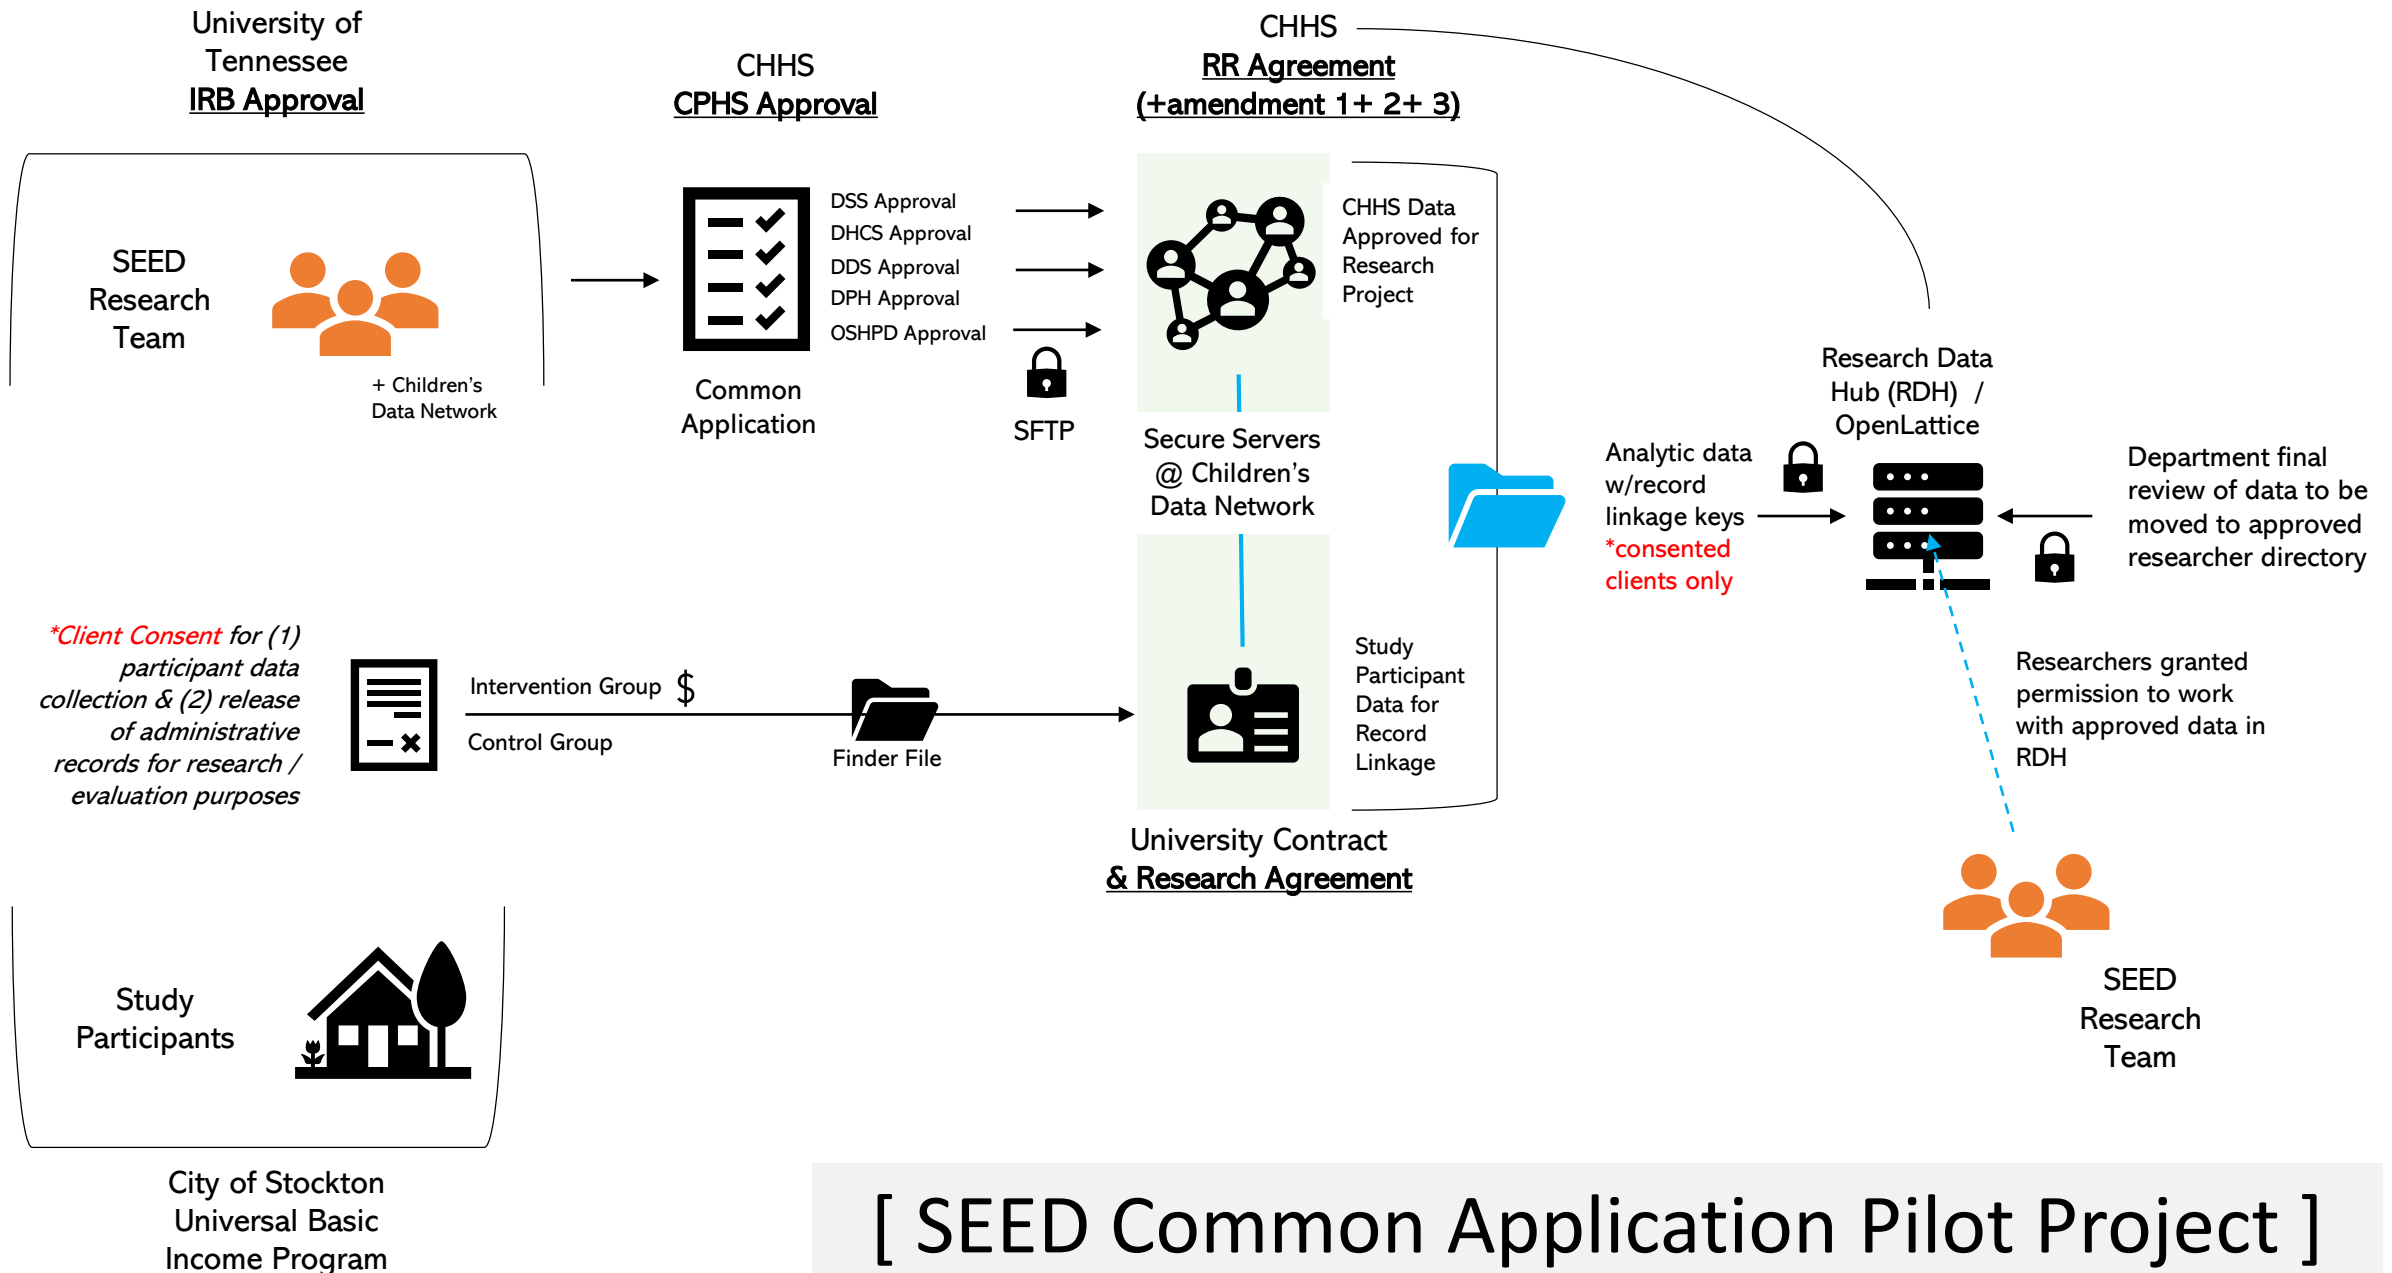 University of
Tennessee
IRB Approval
CHHS
CPHS Approval
CHHS
RR Agreement
(+amendment 1+ 2+ 3)
SEED
Research
Team
+ Children's
Data Network
Common
Application
DSS Approval
DHCS Approval
DDS Approval
DPH Approval
OSHPD Approval
SFTP
CHHS Data
Approved for
Research
Project
Secure Servers
@ Children's
Data Network
Analytic data
w/record
linkage keys
*consented
clients only
Research Data
Hub (RDH) /
OpenLattice
Department final
review of data to be
moved to approved
researcher directory
*Client Consent for (1)
participant data
collection & (2) release
of administrative
records for research /
evaluation purposes
Intervention Group $
Control Group
Finder File
Study
Participant
Data for
Record
Linkage
University Contract
& Research Agreement
Researchers granted
permission to work
with approved data in
RDH
SEED
Research
Team
Study
Participants
City of Stockton
Universal Basic
Income Program
[ SEED Common Application Pilot Project ]